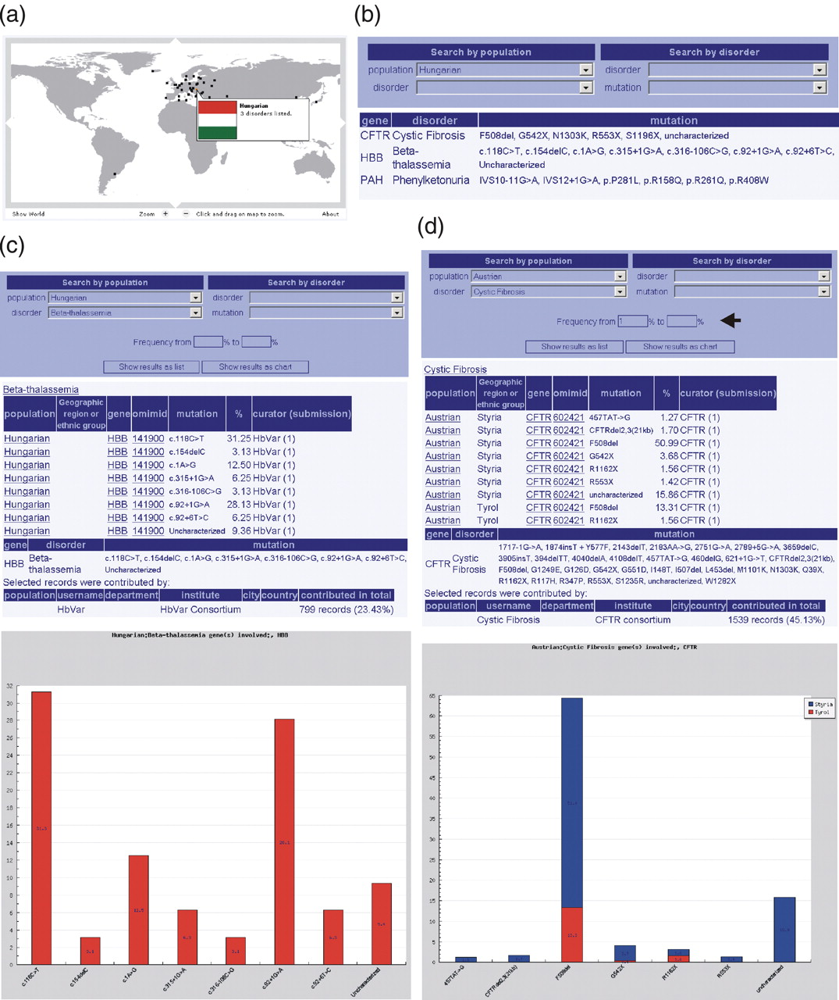 (a)
Hungarian
3 disorders listed.
Show World
Zoom + −
Click and drag on map to zoom.
About
(b)
Search by population
Search by disorder
population Hungarian
disorder
disorder
mutation
gene disorder mutation
CFTR Cystic Fibrosis F508del, G542X, N1303K, R553X, S1196X, uncharacterized
HBB Beta-thalassemia c.118C>T, c.154delC, c.1A>G, c.315+1G>A, c.316-106C>G, c.92+1G>A, c.92+6T>C,
Uncharacterized
PAH Phenylketonuria IVS10-11G>A, IVS12+1G>A, p.P281L, p.R158Q, p.R261Q, p.R408W
(c)
Search by population
Search by disorder
population Hungarian
disorder
disorder Beta-thalassemia
mutation
Frequency from % to %
Show results as list
Show results as chart
Beta-thalassemia
population Geographic region or ethnic group gene omimid mutation % curator (submission)
Hungarian HBB 141900 c.118C>T 31.25 HbVar (1)
Hungarian HBB 141900 c.154delC 3.13 HbVar (1)
Hungarian HBB 141900 c.1A>G 12.50 HbVar (1)
Hungarian HBB 141900 c.315+1G>A 6.25 HbVar (1)
Hungarian HBB 141900 c.316-106C>G 3.13 HbVar (1)
Hungarian HBB 141900 c.92+1G>A 28.13 HbVar (1)
Hungarian HBB 141900 c.92+6T>C 6.25 HbVar (1)
Hungarian HBB 141900 Uncharacterized 9.36 HbVar (1)
gene disorder mutation
HBB Beta-thalassemia c.118C>T, c.154delC, c.1A>G, c.315+1G>A, c.316-106C>G, c.92+1G>A, c.92+6T>C,
Uncharacterized
Selected records were contributed by:
population username department institute city country contributed in total
HbVar HbVar Consortium 799 records (23.43%)
Hungarian;Beta-thalassemia gene(s) involved:, HBB
32
30
28
26
24
22
20
18
16
14
12
10
8
6
4
2
0
31.3
3.1
12.5
6.3
3.1
28.1
6.3
9.4
c.118C>T
c.154delC
c.1A>G
c.315+1G>A
c.316-106C>G
c.92+1G>A
c.92+6T>C
Uncharacterized
(d)
Search by population
Search by disorder
population Austrian
disorder
disorder Cystic Fibrosis
mutation
Frequency from 1 % to %
Show results as list
Show results as chart
Cystic Fibrosis
population Geographic region or ethnic group gene omimid mutation % curator (submission)
Austrian Styria CFTR 602421 457TAT->G 1.27 CFTR (1)
Austrian Styria CFTR 602421 CFTRdel2,3(21kb) 1.70 CFTR (1)
Austrian Styria CFTR 602421 F508del 50.99 CFTR (1)
Austrian Styria CFTR 602421 G542X 3.68 CFTR (1)
Austrian Styria CFTR 602421 R1162X 1.56 CFTR (1)
Austrian Styria CFTR 602421 R553X 1.42 CFTR (1)
Austrian Styria CFTR 602421 uncharacterized 15.86 CFTR (1)
Austrian Tyrol CFTR 602421 F508del 13.31 CFTR (1)
Austrian Tyrol CFTR 602421 R1162X 1.56 CFTR (1)
gene disorder mutation
1717-1G->A, 1874insT + Y577F, 2143delT, 2183AA->G, 2751G->A, 2789+5G->A, 3659delC,
3905insT, 394delTT, 4040delA, 4108delT, 457TAT->G, 460delG, 621+1G->T, CFTRdel2,3(21kb),
CFTR Cystic Fibrosis F508del, G1249E, G126D, G542X, G551D, I148T, I507del, L453del, M1101K, N1303K, Q39X,
R1162X, R117H, R347P, R553X, S1235R, uncharacterized, W1282X
Selected records were contributed by:
population username department institute city country contributed in total
Cystic Fibrosis CFTR consortium 1539 records (45.13%)
Austrian;Cystic Fibrosis gene(s) involved:, CFTR
Styria
Tyrol
65
60
55
50
45
40
35
30
25
20
15
10
5
0
13.3
457TAT->G
CFTRdel2,3(21kb)
F508del
G542X
R1162X
R553X
uncharacterized